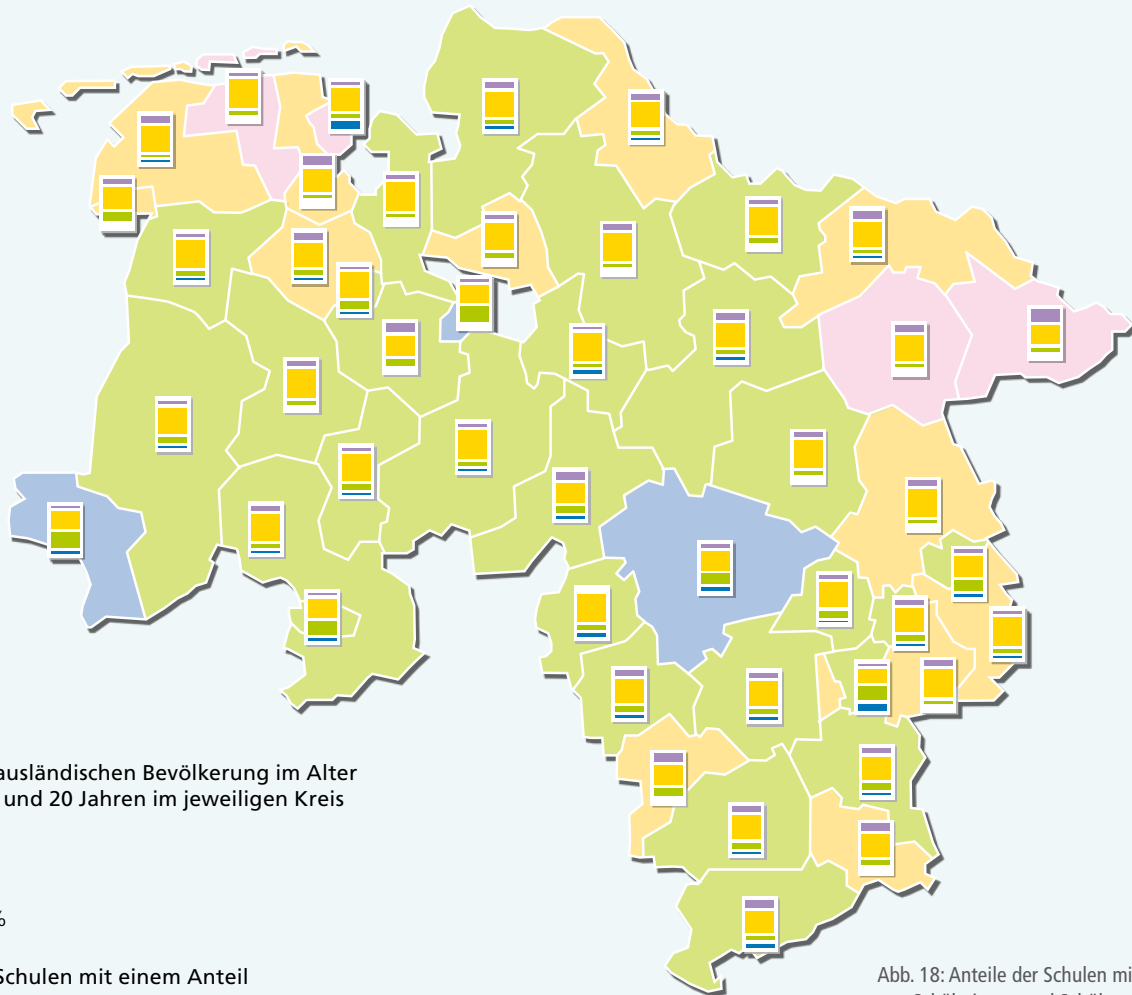 ausländischen Bevölkerung im Alter
und 20 Jahren im jeweiligen Kreis
%
Schulen mit einem Anteil
Abb. 18: Anteile der Schulen mi